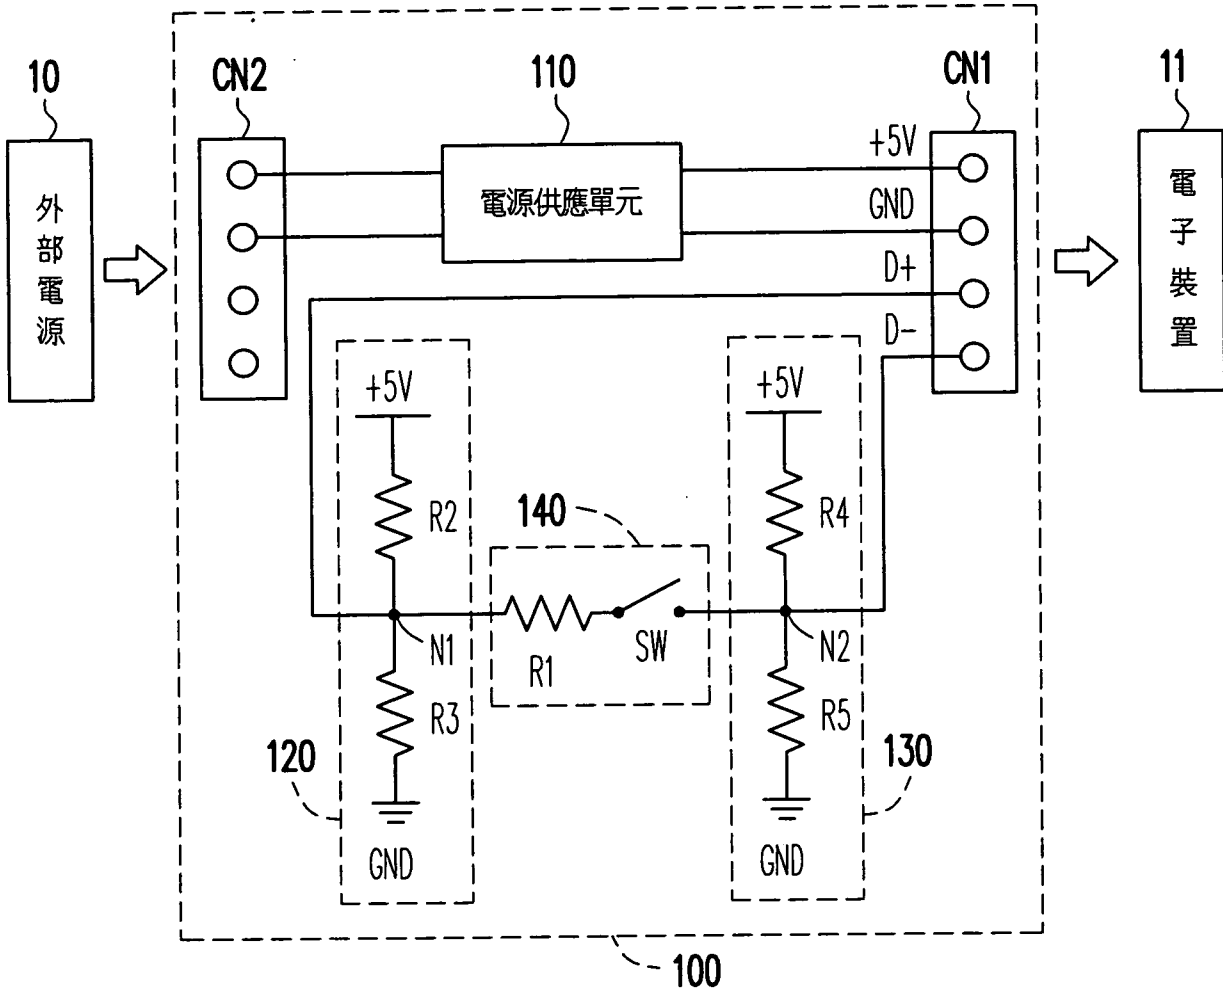 10
CN2
110
CN1
11
外部電源
電源供應單元
+5V
GND
D+
D-
電子裝置
+5V
R2
N1
R3
GND
120
140
R1
SW
+5V
R4
N2
R5
GND
130
100